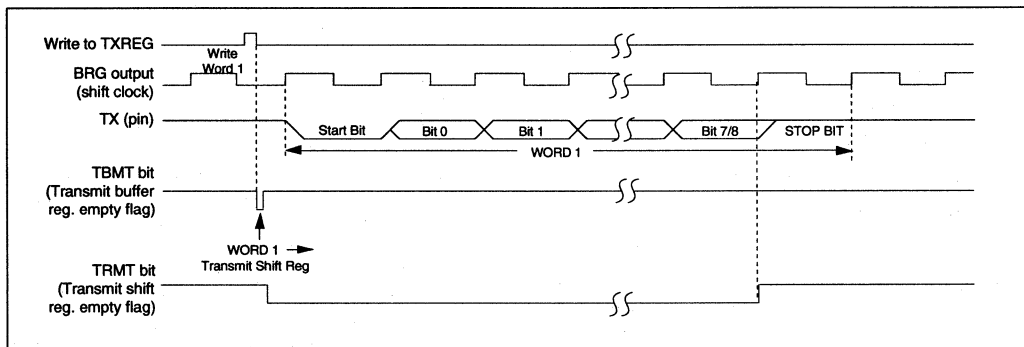 Write to TXREG
Write
Word 1
BRG output
(shift clock)
TX (pin)
Start Bit
Bit 0
Bit 1
Bit 7/8
STOP BIT
WORD 1
TBMT bit
(Transmit buffer
reg. empty flag)
WORD 1
Transmit Shift Reg
TRMT bit
(Transmit shift
reg. empty flag)